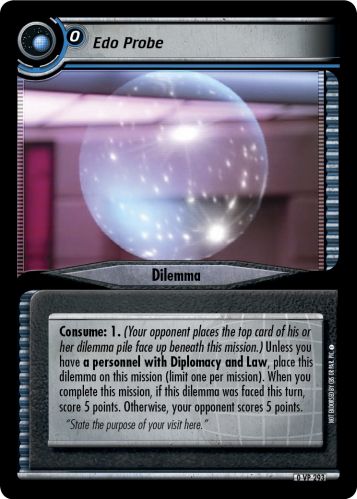 0 Edo Probe
Dilemma
Consume: 1. (Your opponent places the top card of his or
her dilemma pile face up beneath this mission.) Unless you
have a personnel with Diplomacy and Law, place this
dilemma on this mission (limit one per mission). When you
complete this mission, if this dilemma was faced this turn,
score 5 points. Otherwise, your opponent scores 5 points.
"State the purpose of your visit here."
NOT ENDORSED BY CBS OR PAR. PIC.
0 VP 293